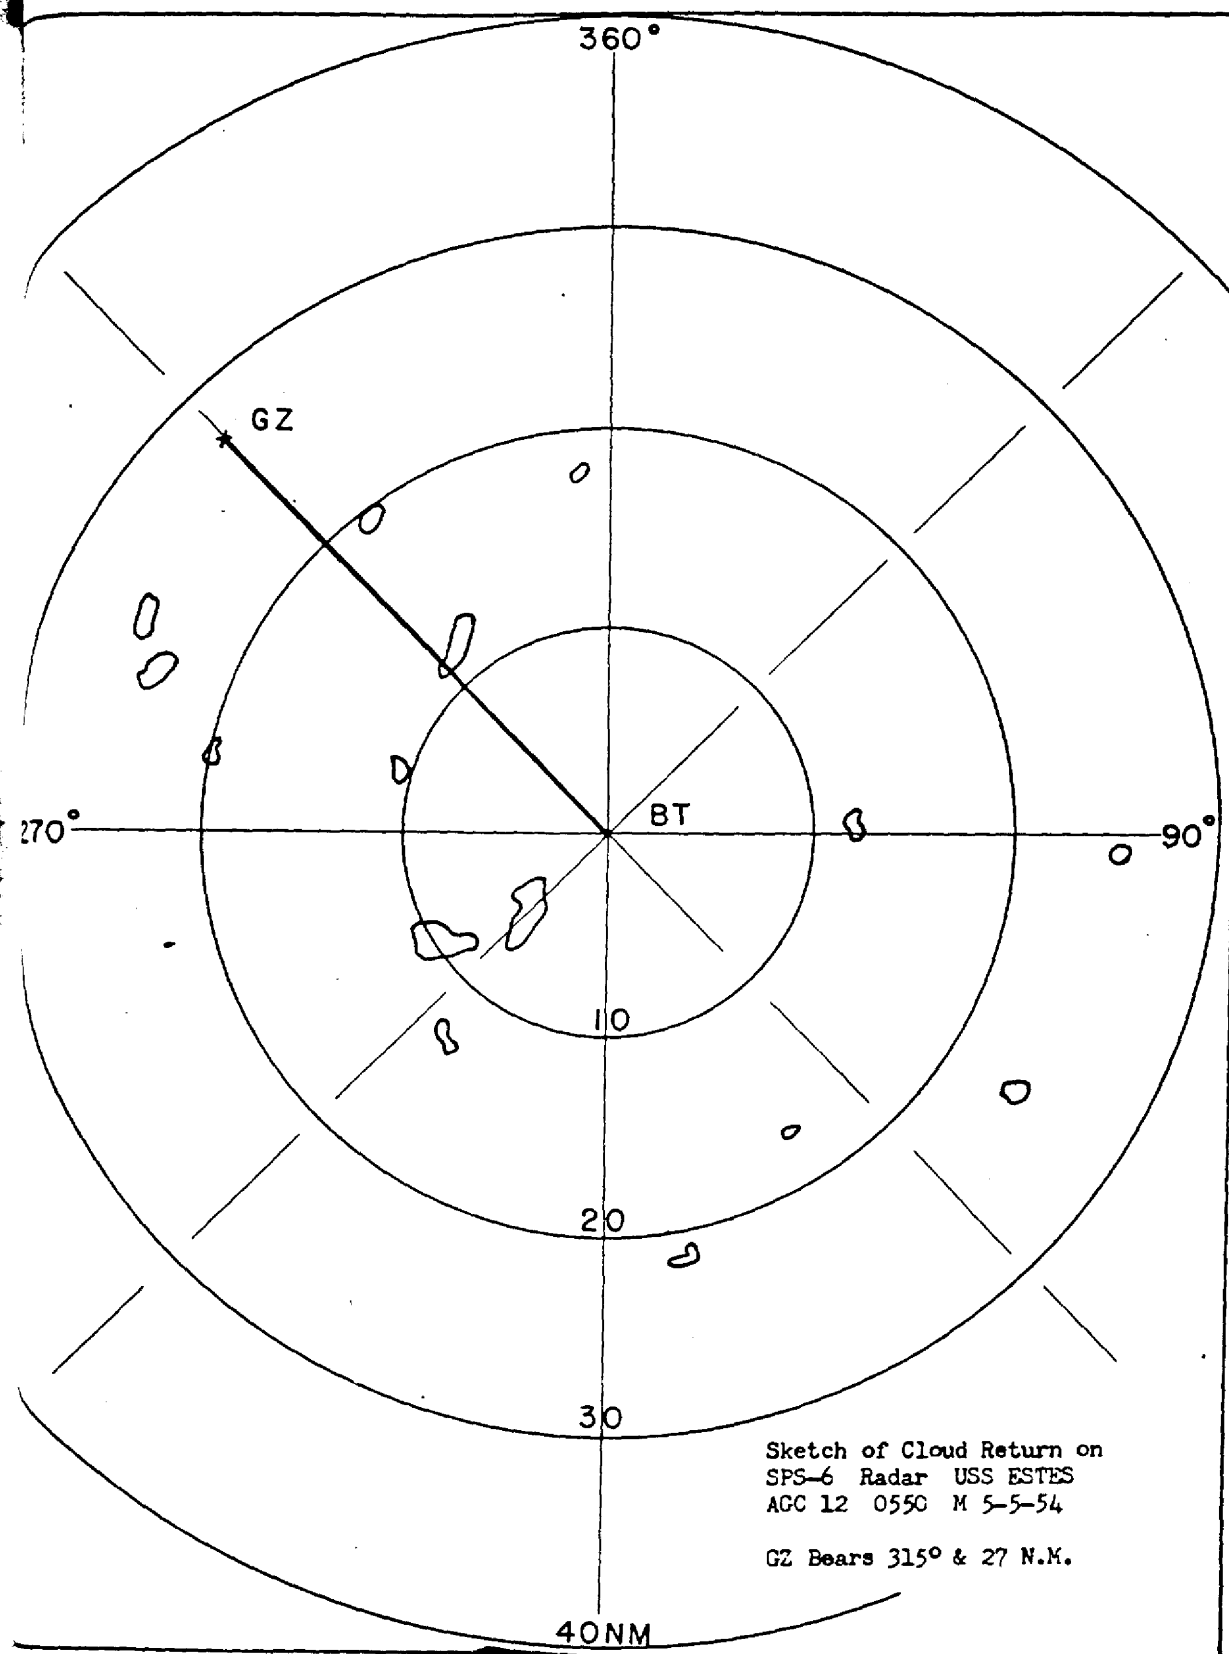 360°
GZ
BT
270°
90°
10
20
30
Sketch of Cloud Return on
SPS-6 Radar USS ESTES
AGC 12 0550 M 5-5-54
GZ Bears 315° & 27 N.M.
40NM